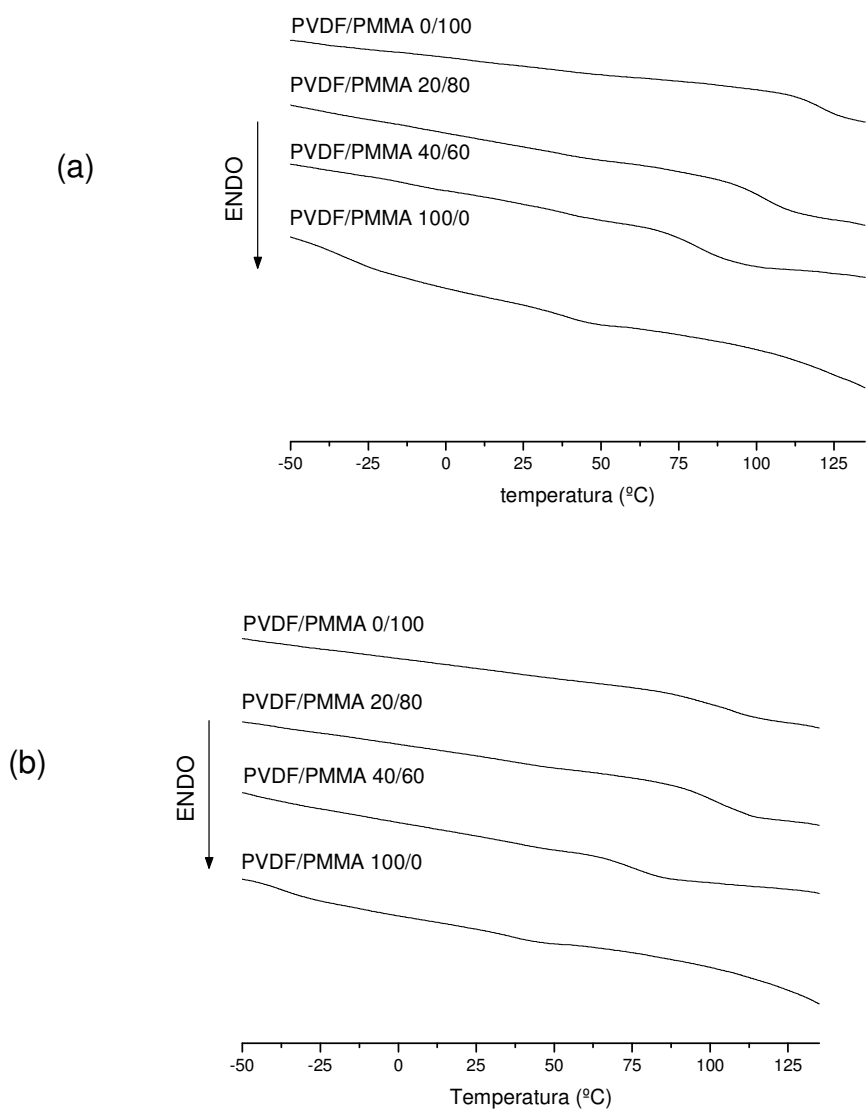 PVDF/PMMA 0/100
PVDF/PMMA 20/80
(a)
ENDO
PVDF/PMMA 40/60
PVDF/PMMA 100/0
-50 -25 0 25 50 75 100 125
temperatura (ºC)
PVDF/PMMA 0/100
PVDF/PMMA 20/80
(b)
ENDO
PVDF/PMMA 40/60
PVDF/PMMA 100/0
-50 -25 0 25 50 75 100 125
Temperatura (ºC)